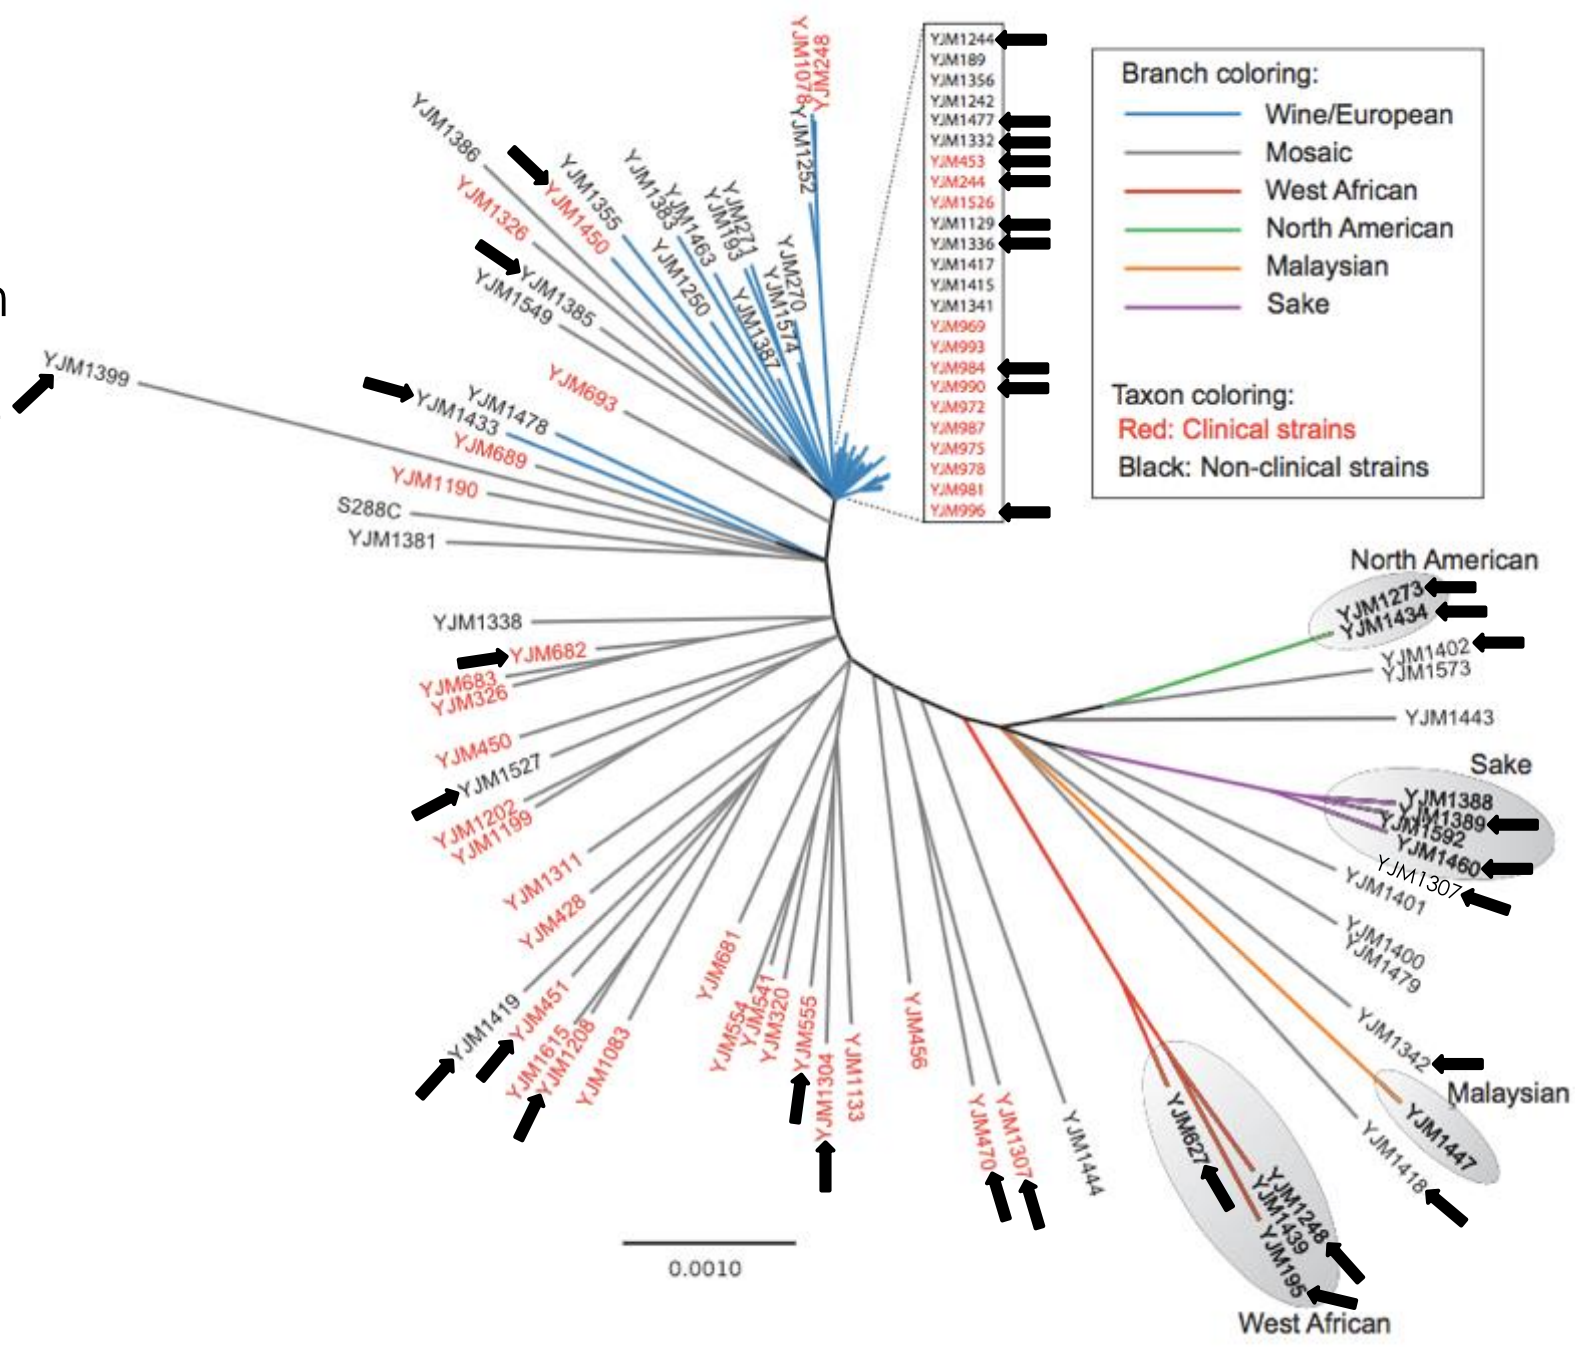 n
YJM1078
YJM248
YJM1252
YJM1386
YJM1326
YJM1450
YJM1355
YJM1383
YJM1463
YJM271
YJM193
YJM270
YJM1574
YJM1387
YJM1250
YJM1385
YJM1549
YJM693
YJM1399
YJM1478
YJM1433
YJM689
YJM1190
S288C
YJM1381
YJM1338
YJM682
YJM683
YJM326
YJM450
YJM1527
YJM1202
YJM1199
YJM1311
YJM428
YJM1419
YJM451
YJM1615
YJM1208
YJM1083
YJM681
YJM554
YJM541
YJM320
YJM555
YJM1304
YJM1133
YJM456
YJM470
YJM1307
YJM1444
YJM1244
YJM189
YJM1356
YJM1242
YJM1477
YJM1332
YJM453
YJM244
YJM1526
YJM1129
YJM1336
YJM1417
YJM1415
YJM1341
YJM969
YJM993
YJM984
YJM990
YJM972
YJM987
YJM975
YJM978
YJM981
YJM996
Branch coloring:
Wine/European
Mosaic
West African
North American
Malaysian
Sake
Taxon coloring:
Red: Clinical strains
Black: Non-clinical strains
North American
YJM1273
YJM1434
YJM1402
YJM1573
YJM1443
Sake
YJM1388
YJM1389
YJM1592
YJM1460
YJM1307
YJM1401
YJM1400
YJM1479
YJM1342
Malaysian
YJM1447
YJM1418
YJM627
YJM1248
YJM1439
YJM195
West African
0.0010